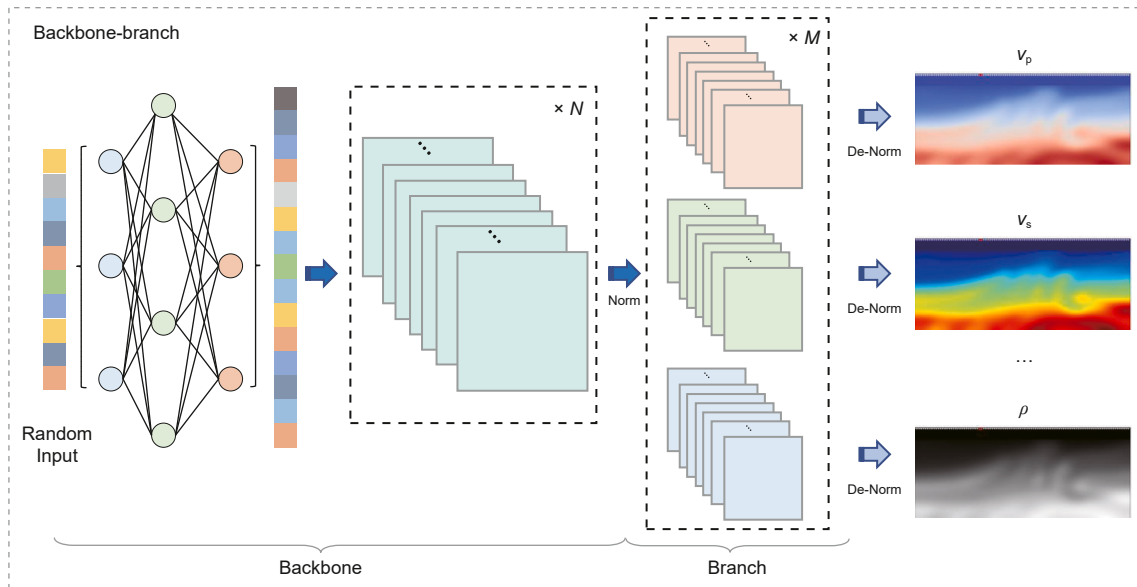 Backbone-branch
× N
× M
Norm
De-Norm
De-Norm
De-Norm
vp
vs
...
ρ
Random
Input
Backbone
Branch